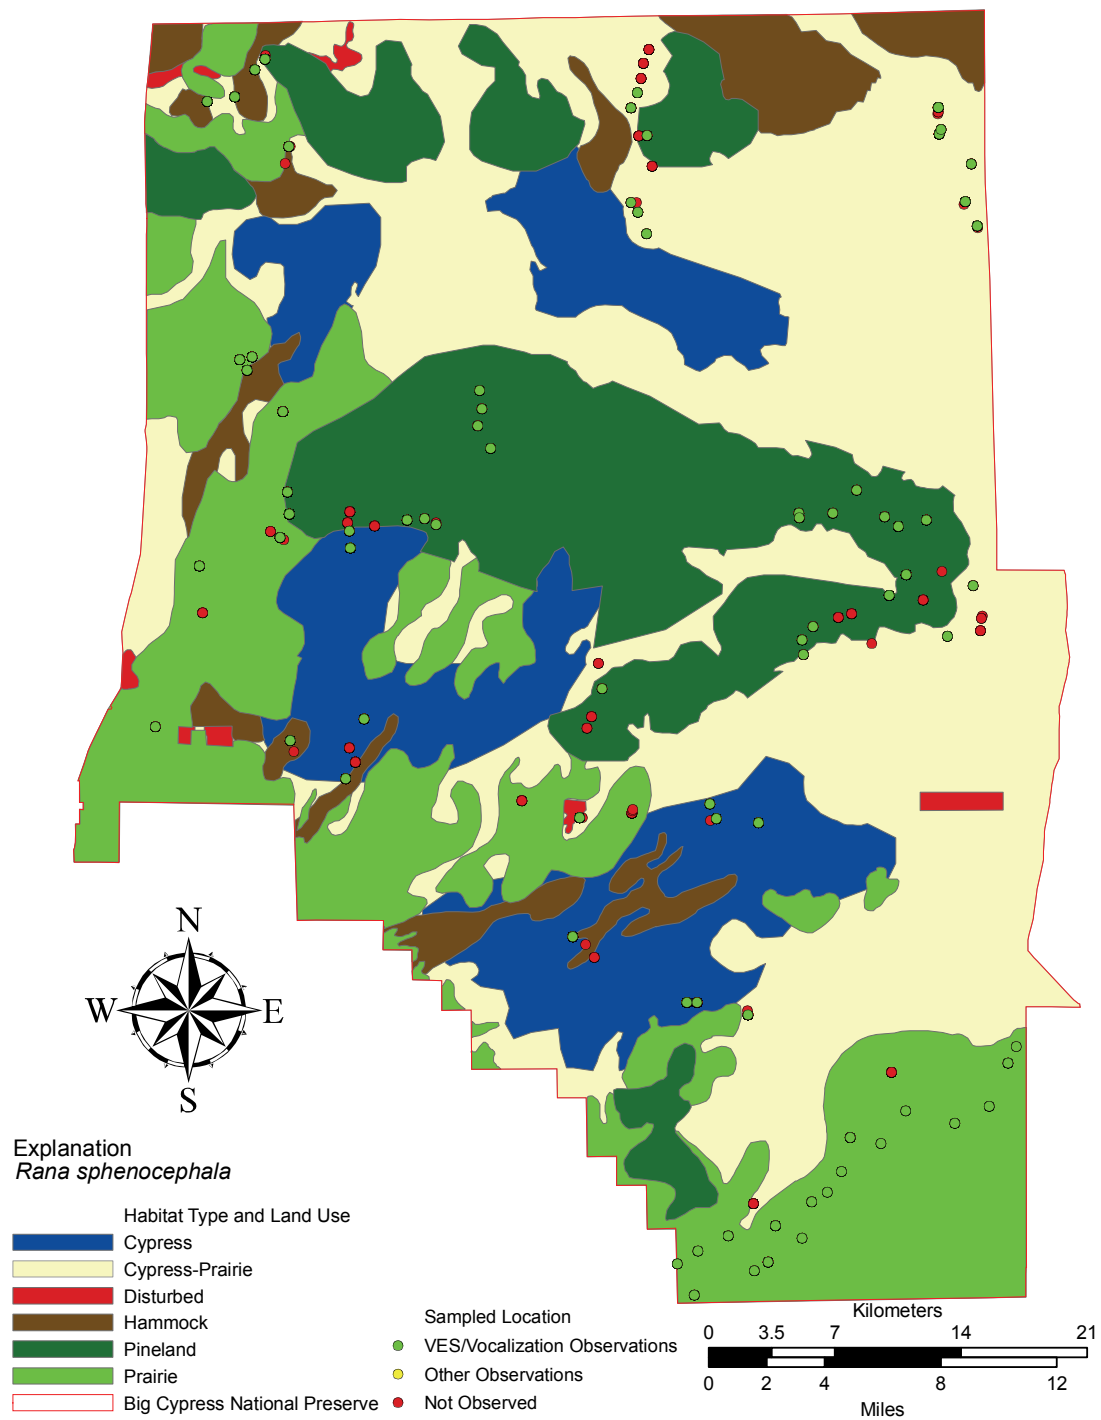 N
W
E
S
Explanation
Rana sphenocephala
Habitat Type and Land Use
Cypress
Cypress-Prairie
Disturbed
Hammock
Pineland
Prairie
Big Cypress National Preserve
Sampled Location
VES/Vocalization Observations
Other Observations
Not Observed
Kilometers
0 3.5 7 14 21
0 2 4 8 12
Miles